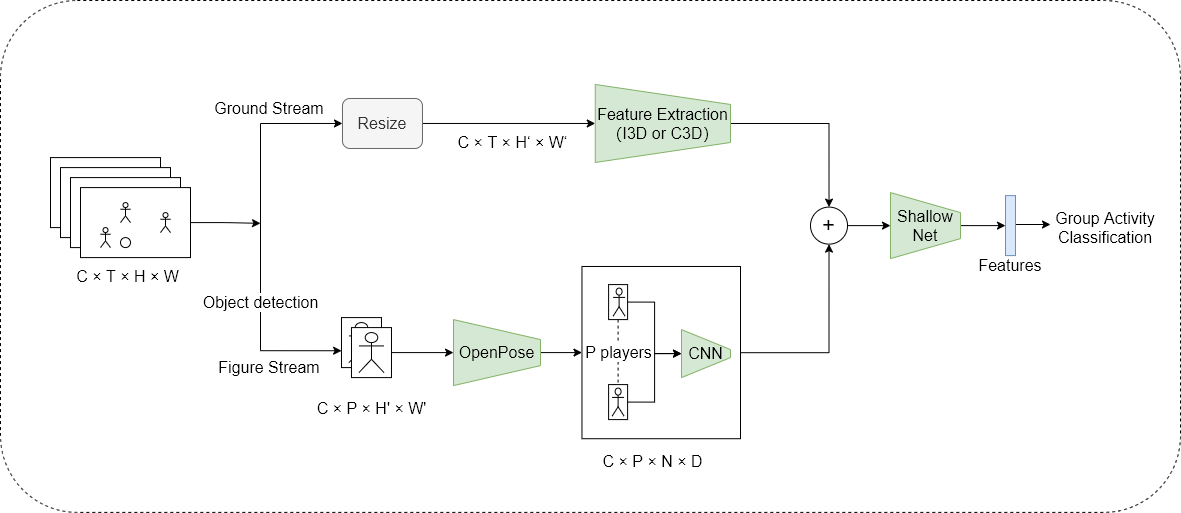 Ground Stream
Resize
C × T × H‘ × W‘
Feature Extraction
(I3D or C3D)
C × T × H × W
Object detection
Figure Stream
C × P × H' × W'
OpenPose
P players
CNN
C × P × N × D
+
Shallow
Net
Features
Group Activity
Classification